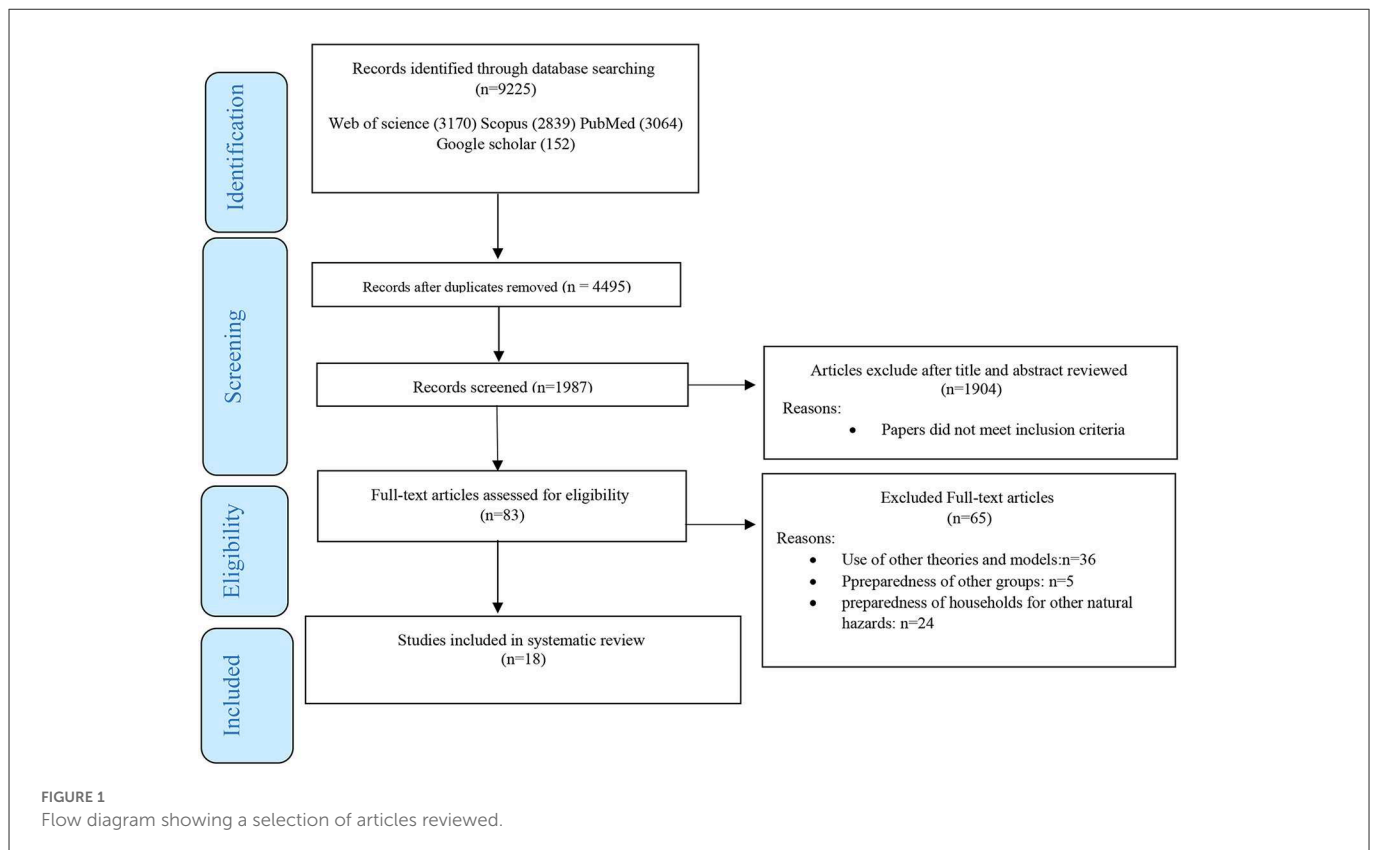 Identification
Records identified through database searching
(n=9225)
Web of science (3170) Scopus (2839) PubMed (3064)
Google scholar (152)
Screening
Records after duplicates removed (n = 4495)
Records screened (n=1987)
Articles exclude after title and abstract reviewed
(n=1904)
Reasons:
• Papers did not meet inclusion criteria
Eligibility
Full-text articles assessed for eligibility
(n=83)
Excluded Full-text articles
(n=65)
Reasons:
• Use of other theories and models:n=36
• Ppreparedness of other groups: n=5
• preparedness of households for other natural
hazards: n=24
Included
Studies included in systematic review
(n=18)
FIGURE 1
Flow diagram showing a selection of articles reviewed.